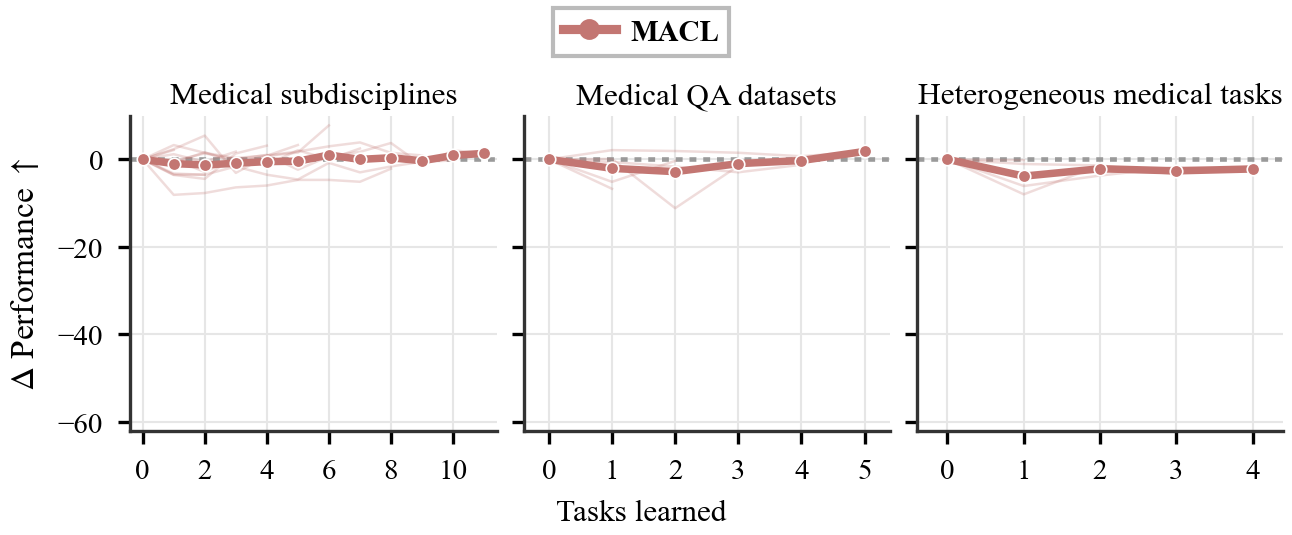 MACL
Medical subdisciplines
Medical QA datasets
Heterogeneous medical tasks
Δ Performance ↑
0
−20
−40
−60
0 2 4 6 8 10
0 1 2 3 4 5
0 1 2 3 4
Tasks learned